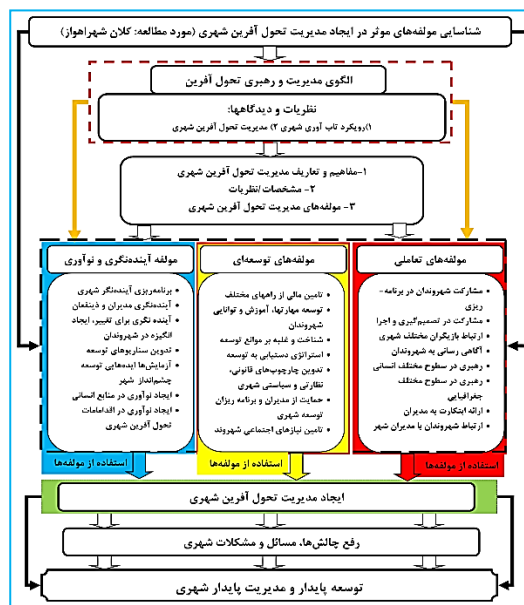 شناسایی مولفه‌های موثر در ایجاد مدیریت تحول آفرین شهری (مورد مطالعه: کلان شهراهواز)
الگوی مدیریت و رهبری تحول آفرین
نظریات و دیدگاهها:
۱)رویکرد تاب آوری شهری ۲) مدیریت تحول آفرین شهری
۱-مفاهیم و تعاریف مدیریت تحول آفرین شهری
۲- مشخصات/نظریات
۳- مولفه‌های مدیریت تحول آفرین شهری
مولفه‌های تعاملی
مشارکت شهروندان در برنامه-
ریزی
مشارکت در تصمیم‌گیری و اجرا
ارتباط بازیگران مختلف شهری
آگاهی رسانی به شهروندان
رهبری در سطوح مختلف انسانی
رهبری در سطوح مختلف
جغرافیایی
ارائه ابتکارت به مدیران
ارتباط شهروندان با مدیران شهر
استفاده از مولفه‌ها
مولفه‌های توسعه‌ای
تامین مالی از راههای مختلف
توسعه مهارتها، آموزش و توانایی
شهروندان
شناخت و غلبه بر موانع توسعه
استراتژی دستیابی به توسعه
تدوین چارچوب‌های قانونی،
نظارتی و سیاستی شهری
حمایت از مدیران و برنامه ریزان
توسعه شهری
تامین نیازهای اجتماعی شهروند
استفاده از مولفه‌ها
مولفه آینده‌نگری و نوآوری
برنامه‌ریزی آینده‌نگر شهری
آینده‌نگری مدیران و ذینفعان
آینده نگری برای تغییر، ایجاد
انگیزه در شهروندان
تدوین سناریوهای توسعه
آزمایش‌ها ایده‌هایی توسعه
چشم‌انداز شهر
ایجاد نوآوری در منابع انسانی
ایجاد نوآوری در اقدامات
تحول آفرین شهری
استفاده از مولفه‌ها
ایجاد مدیریت تحول آفرین شهری
رفع چالش‌ها، مسائل و مشکلات شهری
توسعه پایدار و مدیریت پایدار شهری